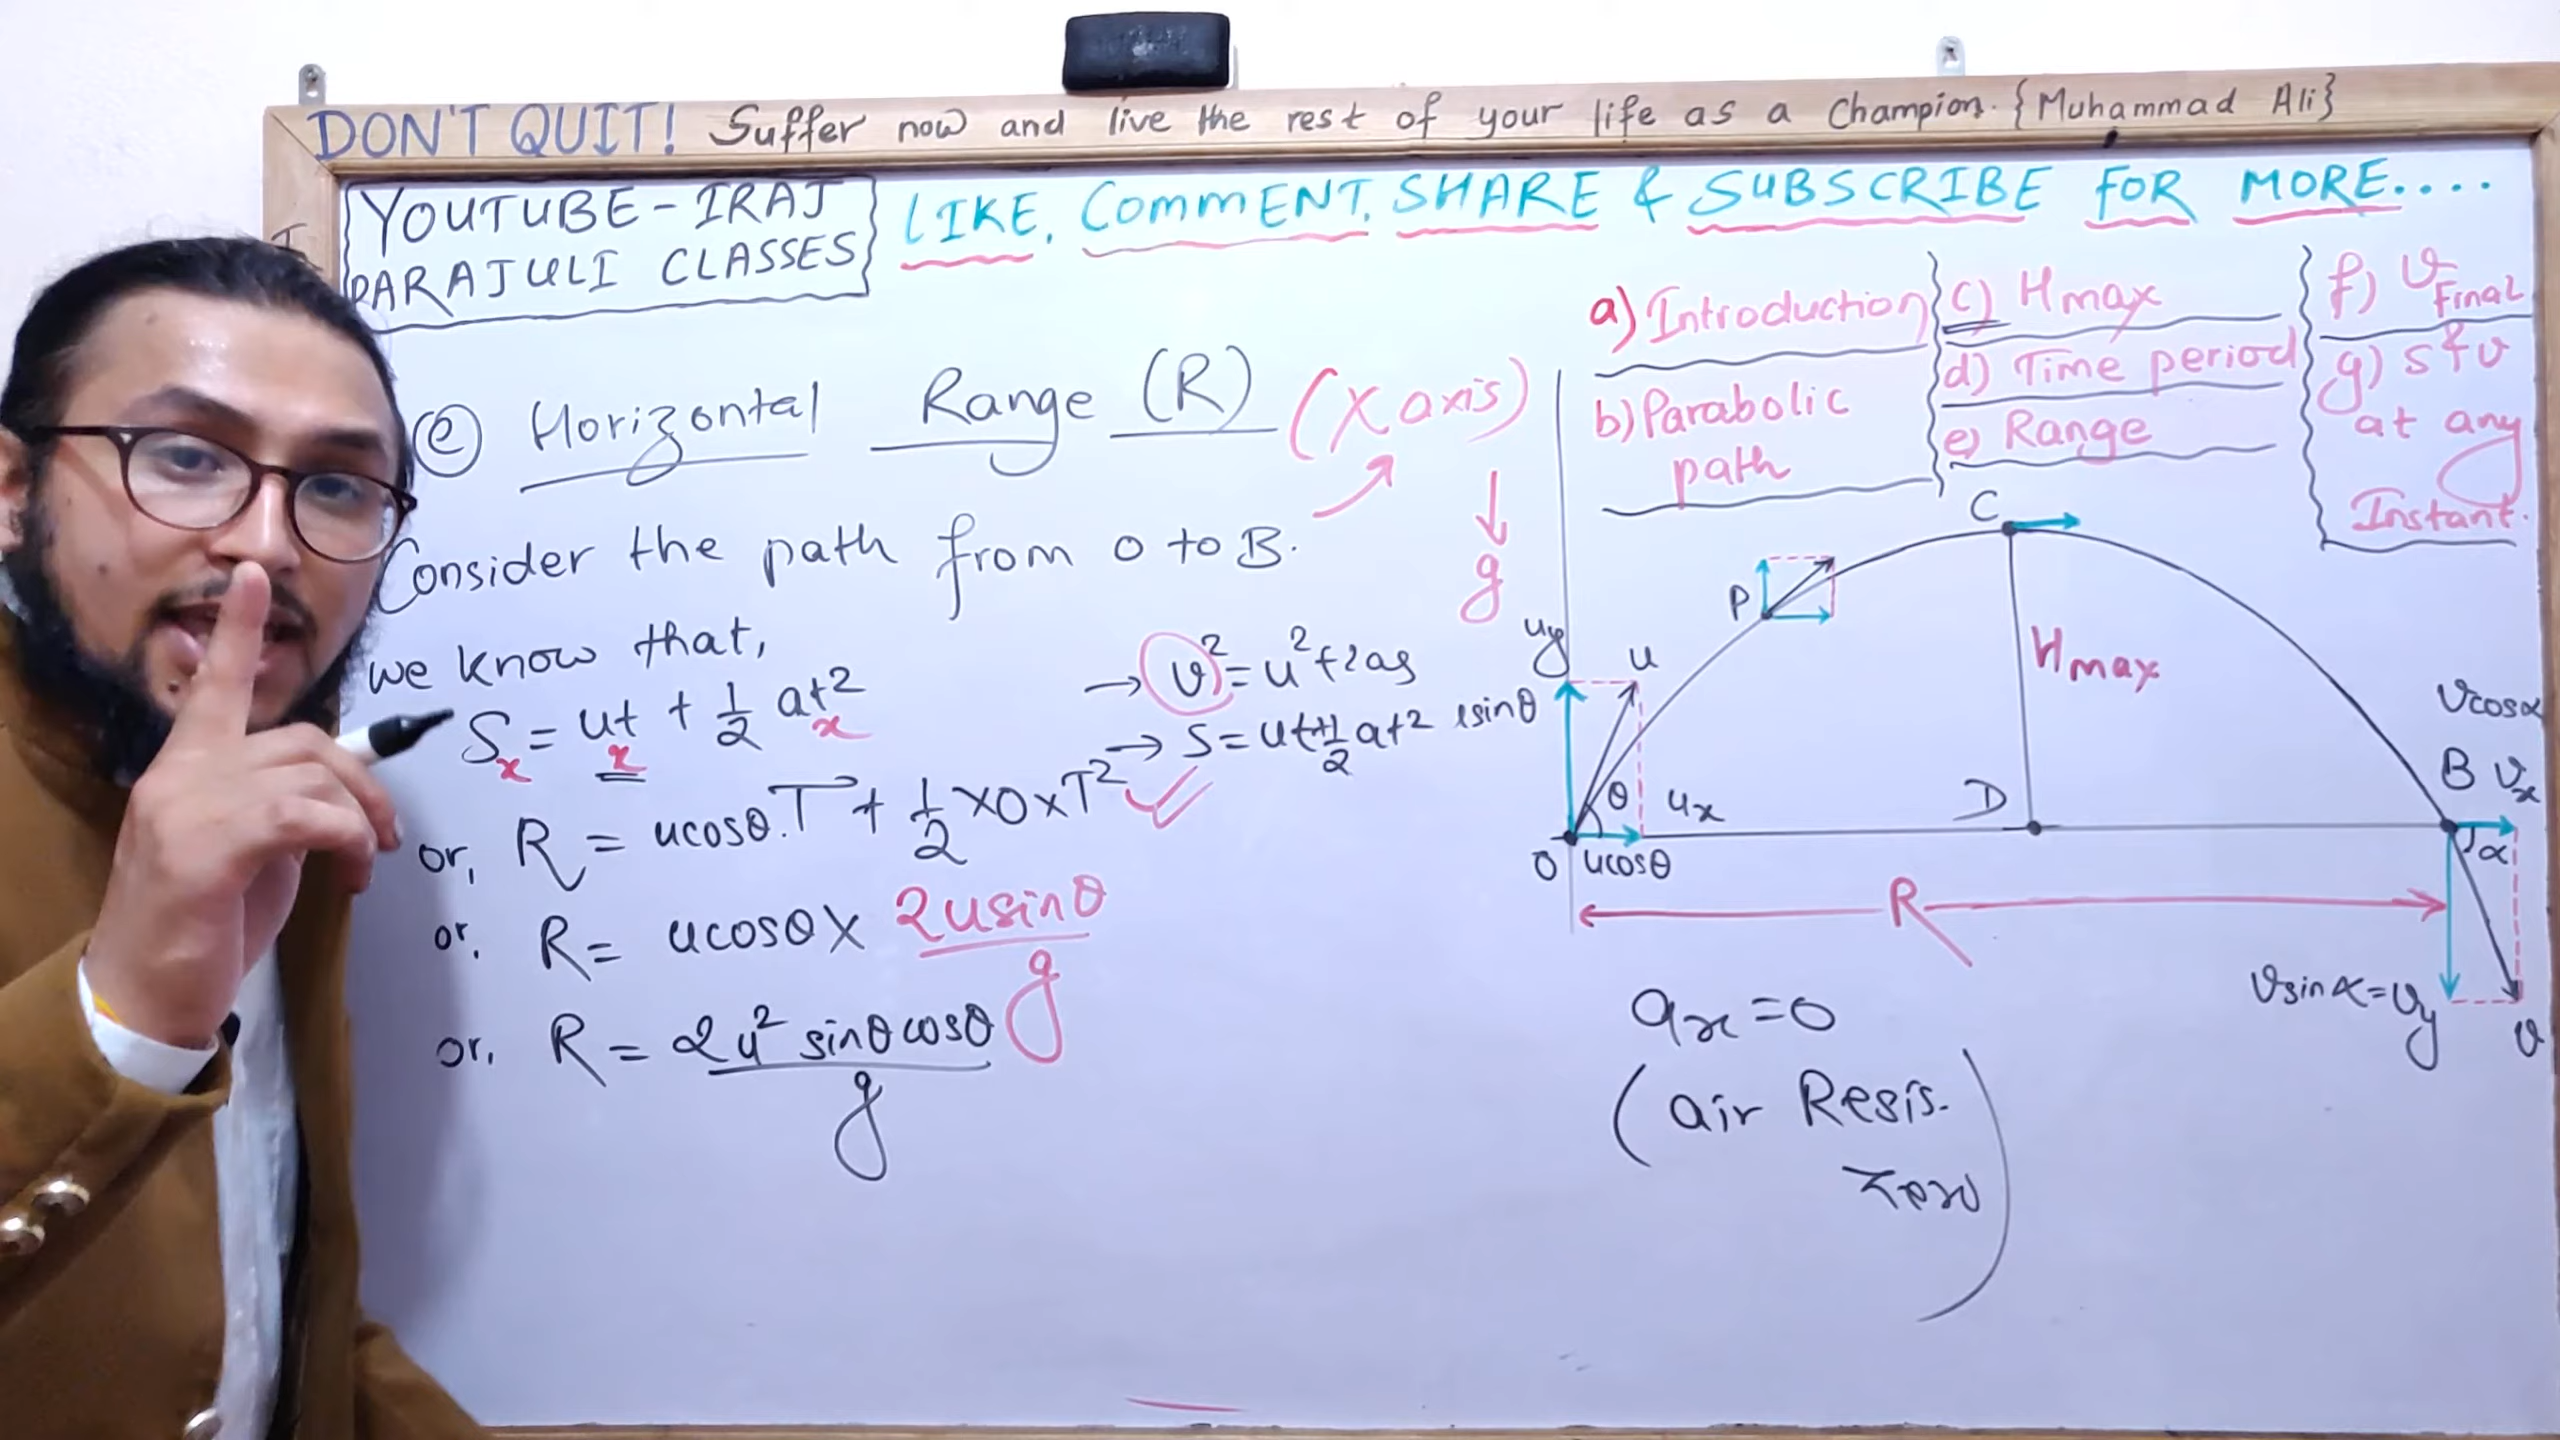 DON'T QUIT! Suffer now and live the rest of your life as a Champion. {Muhammad Ali}
YOUTUBE-IRAJ
PARAJULI CLASSES
LIKE, COMMENT, SHARE & SUBSCRIBE FOR MORE....
a) Introduction
b) Parabolic
path
c) Hmax
d) Time period
e) Range
f) v Final
g) s & v
at any
Instant.
e Horizontal Range (R) (X axis)
g
Consider the path from O to B.
we know that,
Sx = uxt + 1/2 axt²
→ v² = u² + 2as
→ s = ut + 1/2 at²
or, R = ucosθ.T + 1/2 × 0 × T²
or, R = ucosθ × 2usinθ/g
or, R = 2u² sinθ cosθ/g
C
P
Hmax
uy
u
usinθ
θ
ux
O
ucosθ
D
vcosα
B vx
α
R
vsinα = vy
v
ax = 0
(air Resis.
zero)